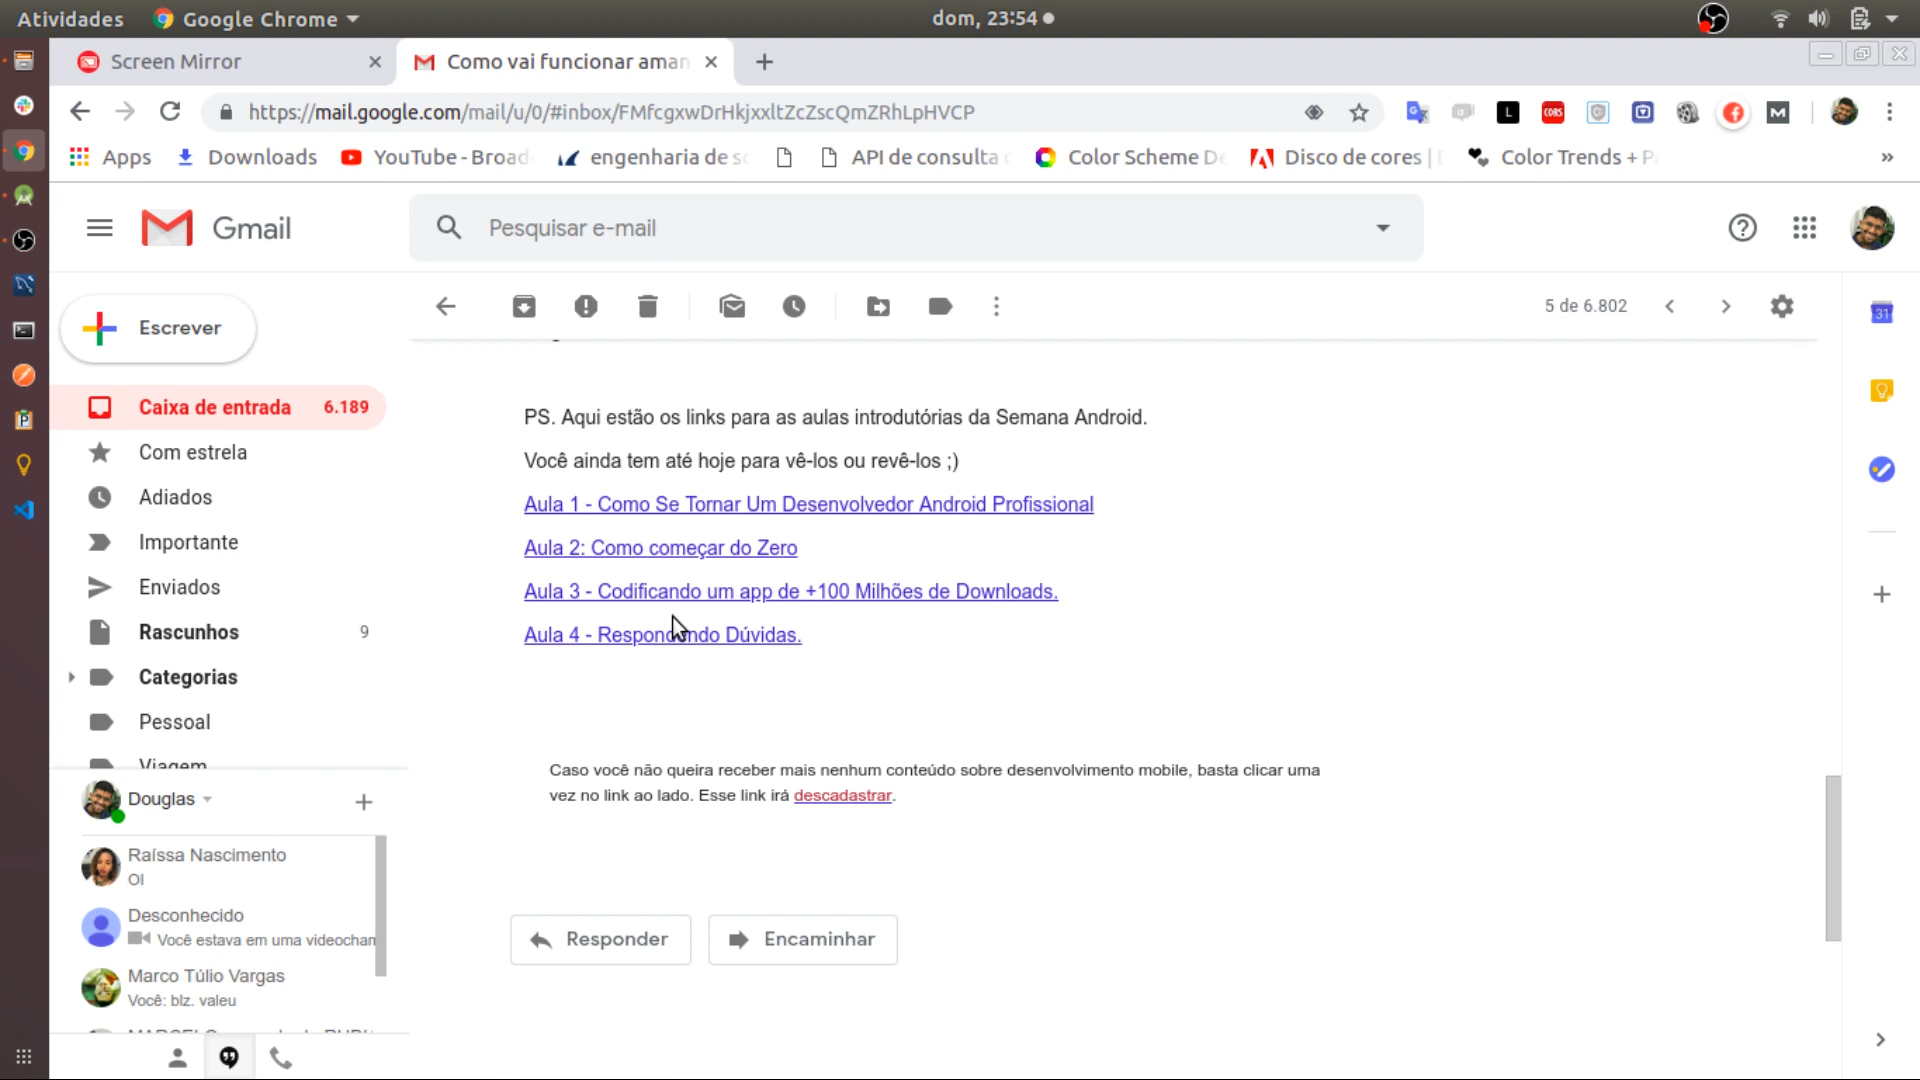 Atividades
Google Chrome
dom, 23:54
Screen Mirror
Como vai funcionar aman
https://mail.google.com/mail/u/0/#inbox/FMfcgxwDrHkjxxltZcZscQmZRhLpHVCP
L
CORS
M
Apps
Downloads
YouTube - Broad
engenharia de s
API de consulta
Color Scheme De
Disco de cores |
Color Trends + P
»
Gmail
Pesquisar e-mail
Escrever
5 de 6.802
31
Caixa de entrada 6.189
Com estrela
Adiados
Importante
Enviados
Rascunhos 9
Categorias
Pessoal
Viagem
PS. Aqui estão os links para as aulas introdutórias da Semana Android.
Você ainda tem até hoje para vê-los ou revê-los ;)
Aula 1 - Como Se Tornar Um Desenvolvedor Android Profissional
Aula 2: Como começar do Zero
Aula 3 - Codificando um app de +100 Milhões de Downloads.
Aula 4 - Respondendo Dúvidas.
Caso você não queira receber mais nenhum conteúdo sobre desenvolvimento mobile, basta clicar uma
vez no link ao lado. Esse link irá descadastrar.
Responder
Encaminhar
Douglas
Raíssa Nascimento
OI
Desconhecido
Você estava em uma videochan
Marco Túlio Vargas
Você: blz. valeu